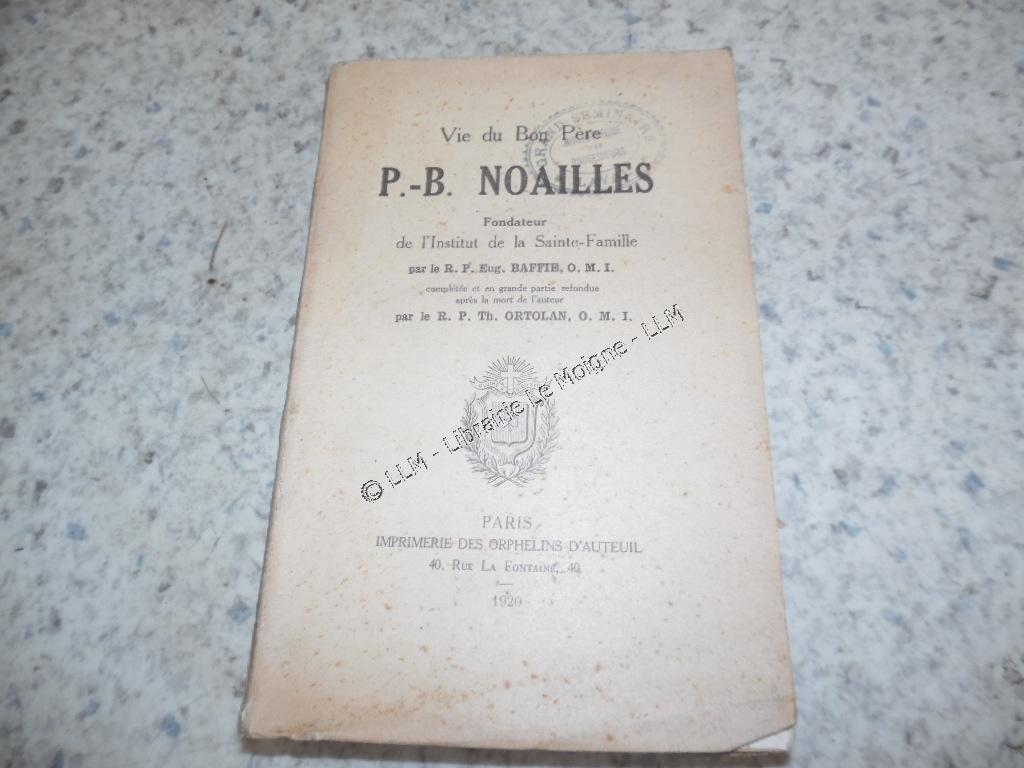 Vie du Bon Père
GRAND SEMINAIRE
P.-B. NOAILLES
Fondateur
de l'Institut de la Sainte-Famille
par le R. P. Eug. BAFFIE, O. M. I.
complétée et en grande partie refondue
après la mort de l'auteur
par le R. P. Th. ORTOLAN, O. M. I.
© LLM - Librairie Le Moigne - LLM
PARIS
IMPRIMERIE DES ORPHELINS D'AUTEUIL
40, RUE LA FONTAINE, 40
1920